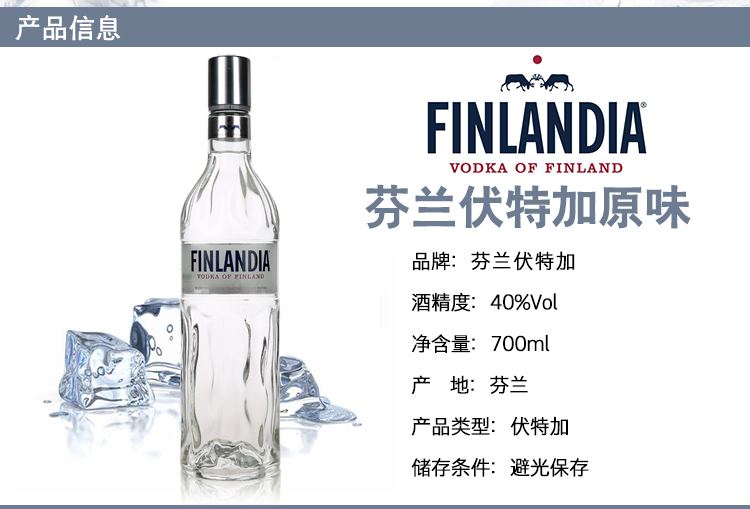 产品信息
FINLANDIA®
VODKA OF FINLAND
芬兰伏特加原味
FINLANDIA
VODKA OF FINLAND
品牌: 芬兰伏特加
酒精度: 40%Vol
净含量: 700ml
产 地: 芬兰
产品类型: 伏特加
储存条件: 避光保存